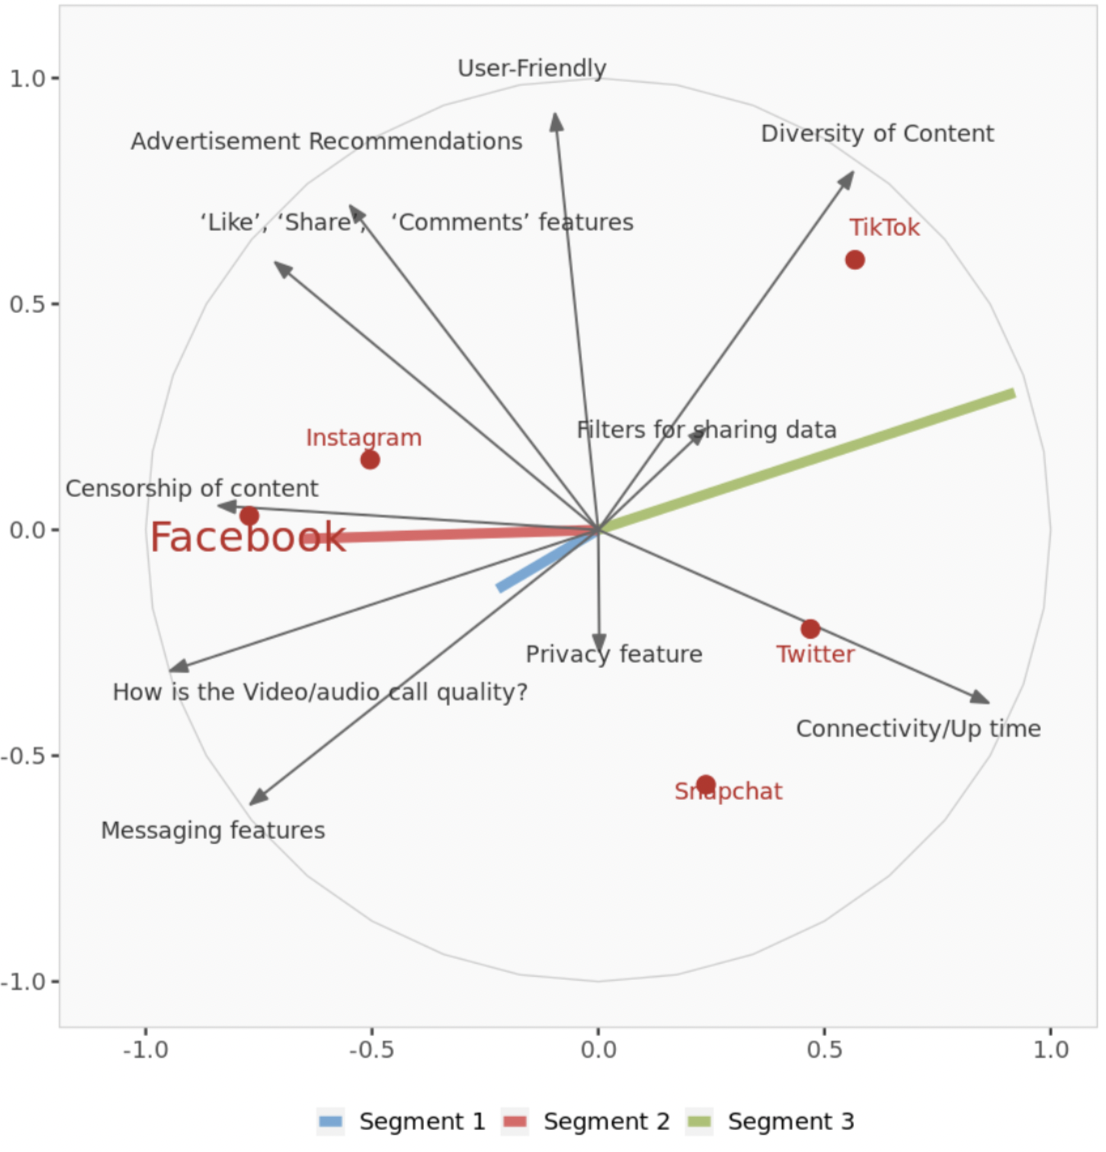 1.0
User-Friendly
Diversity of Content
Advertisement Recommendations
‘Like’, ‘Share’, ‘Comments’ features
TikTok
0.5
Instagram
Filters for sharing data
Censorship of content
0.0
Facebook
Privacy feature
Twitter
How is the Video/audio call quality?
Connectivity/Up time
-0.5
Snapchat
Messaging features
-1.0
-1.0 -0.5 0.0 0.5 1.0
Segment 1 Segment 2 Segment 3